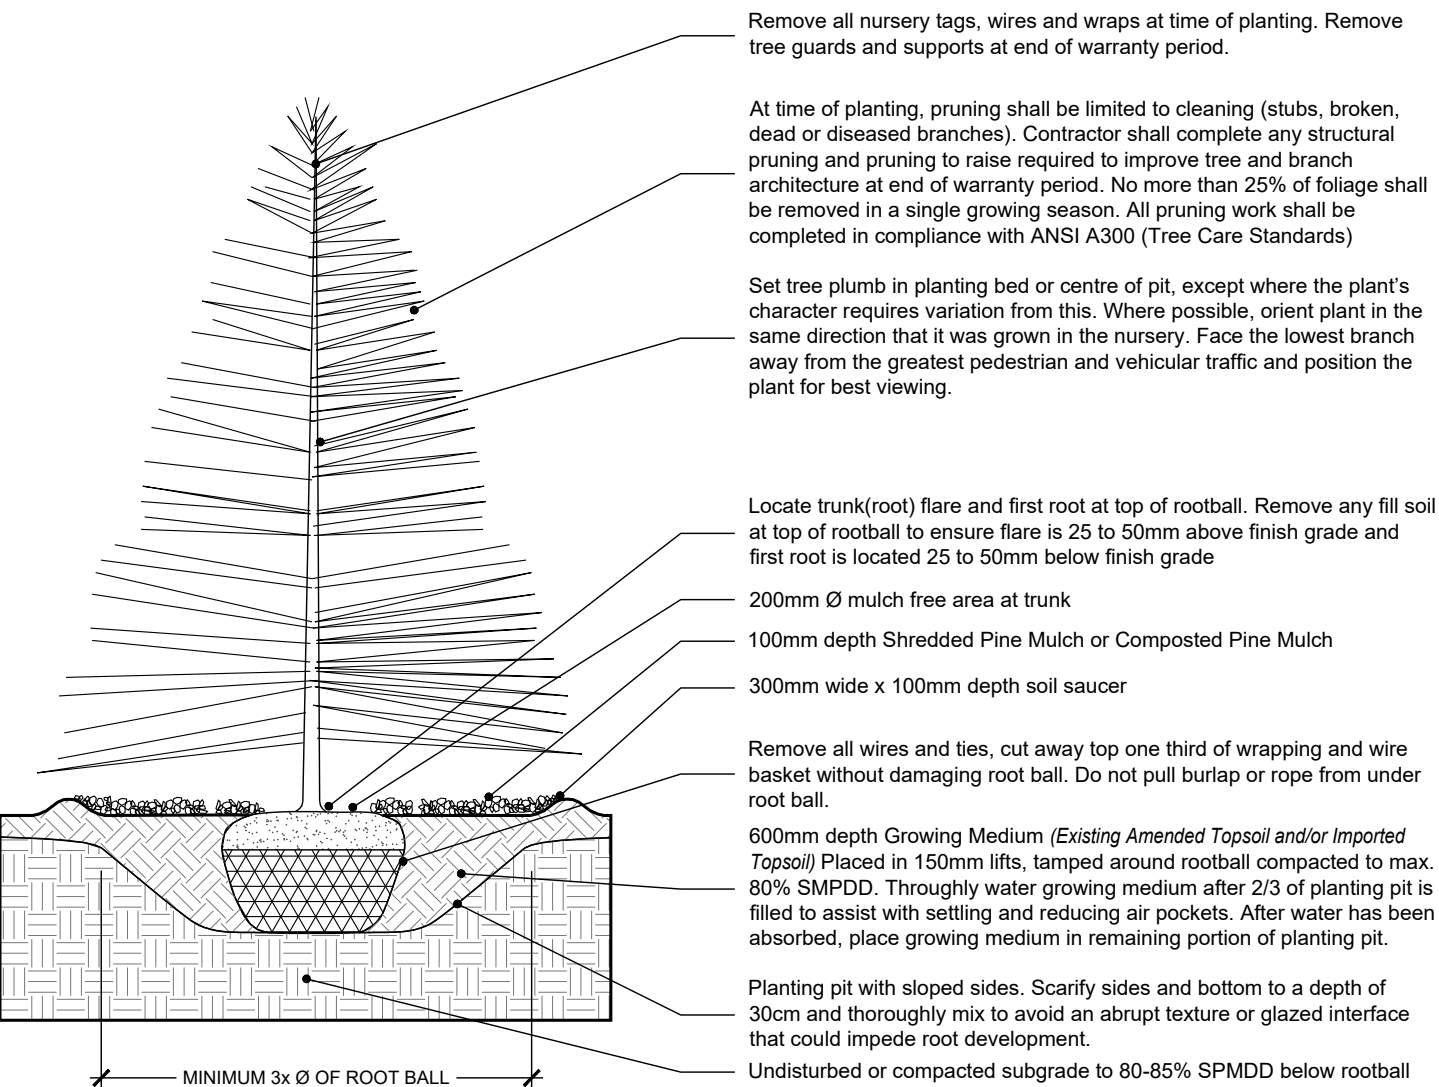 Remove all nursery tags, wires and wraps at time of planting. Remove
tree guards and supports at end of warranty period.
At time of planting, pruning shall be limited to cleaning (stubs, broken,
dead or diseased branches). Contractor shall complete any structural
pruning and pruning to raise required to improve tree and branch
architecture at end of warranty period. No more than 25% of foliage shall
be removed in a single growing season. All pruning work shall be
completed in compliance with ANSI A300 (Tree Care Standards)
Set tree plumb in planting bed or centre of pit, except where the plant's
character requires variation from this. Where possible, orient plant in the
same direction that it was grown in the nursery. Face the lowest branch
away from the greatest pedestrian and vehicular traffic and position the
plant for best viewing.
Locate trunk(root) flare and first root at top of rootball. Remove any fill soil
at top of rootball to ensure flare is 25 to 50mm above finish grade and
first root is located 25 to 50mm below finish grade
200mm Ø mulch free area at trunk
100mm depth Shredded Pine Mulch or Composted Pine Mulch
300mm wide x 100mm depth soil saucer
Remove all wires and ties, cut away top one third of wrapping and wire
basket without damaging root ball. Do not pull burlap or rope from under
root ball.
600mm depth Growing Medium (Existing Amended Topsoil and/or Imported
Topsoil) Placed in 150mm lifts, tamped around rootball compacted to max.
80% SMPDD. Throughly water growing medium after 2/3 of planting pit is
filled to assist with settling and reducing air pockets. After water has been
absorbed, place growing medium in remaining portion of planting pit.
Planting pit with sloped sides. Scarify sides and bottom to a depth of
30cm and thoroughly mix to avoid an abrupt texture or glazed interface
that could impede root development.
Undisturbed or compacted subgrade to 80-85% SPMDD below rootball
MINIMUM 3x Ø OF ROOT BALL